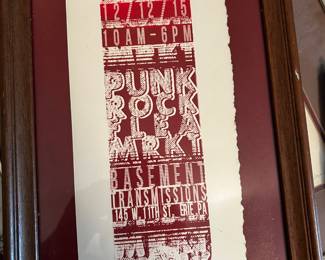 12/12/15
10AM-6PM
PUNK
ROCK
FLEA
MRKT
BASEMENT
TRANSMISSIONS
145 W. 11TH ST. ERIE PA